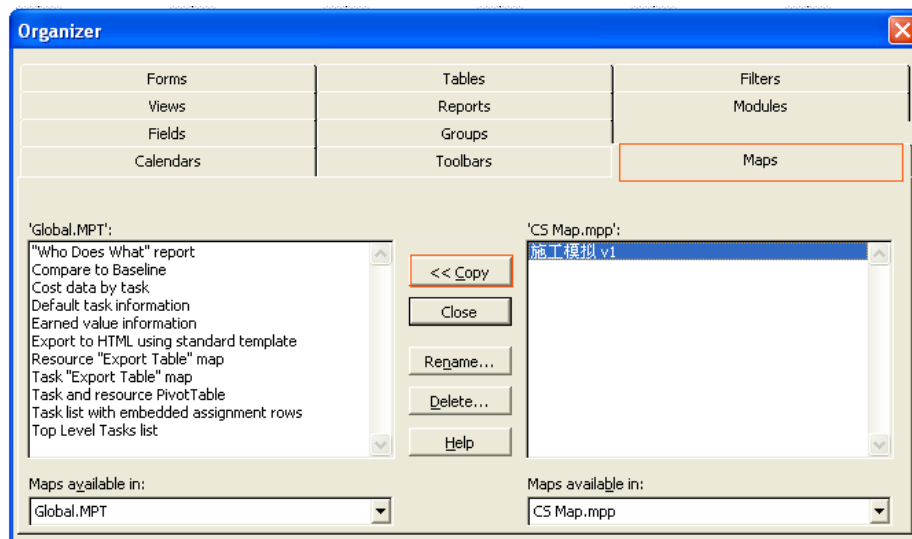 Organizer
Forms
Tables
Filters
Views
Reports
Modules
Fields
Groups
Calendars
Toolbars
Maps
'Global.MPT':
"Who Does What" report
Compare to Baseline
Cost data by task
Default task information
Earned value information
Export to HTML using standard template
Resource "Export Table" map
Task "Export Table" map
Task and resource PivotTable
Task list with embedded assignment rows
Top Level Tasks list
<< Copy
Close
Rename...
Delete...
Help
'CS Map.mpp':
施工模拟 v1
Maps available in:
Global.MPT
Maps available in:
CS Map.mpp